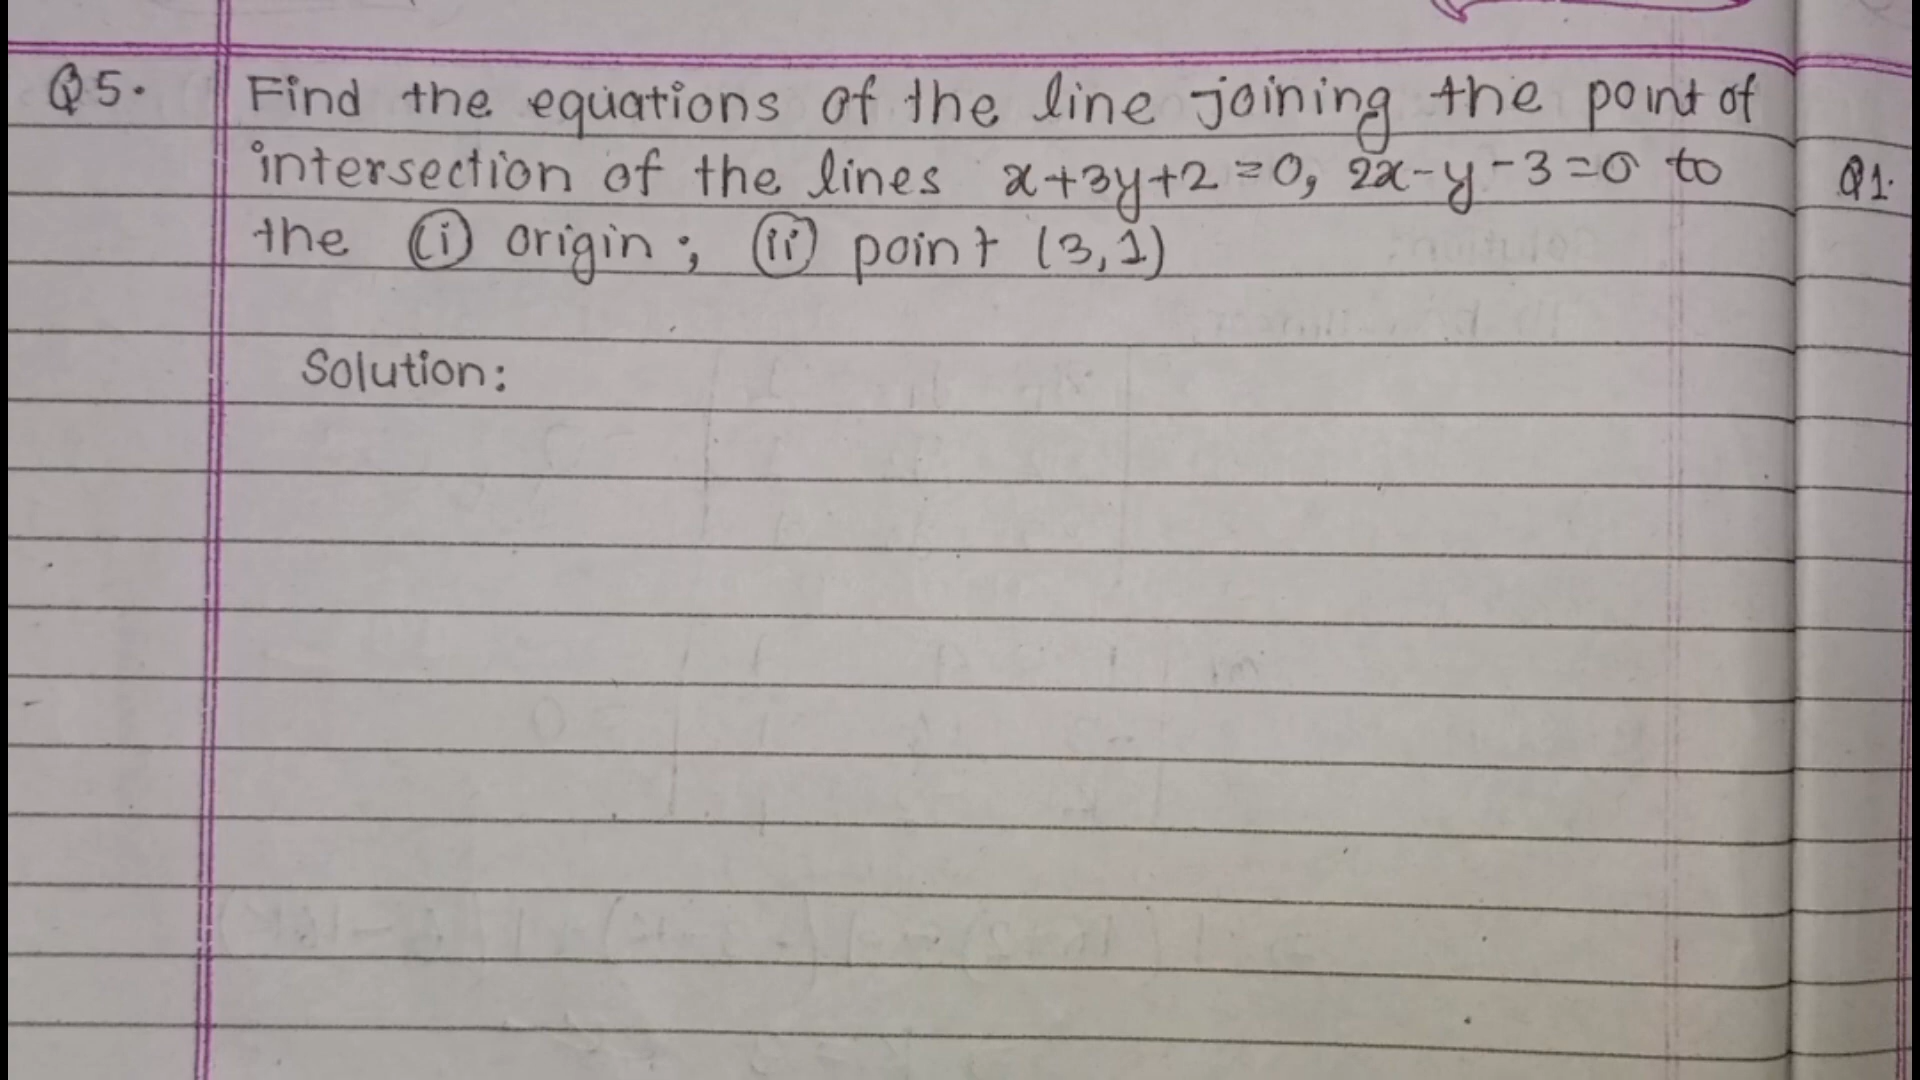 Q5. Find the equations of the line joining the point of
intersection of the lines x+3y+2=0, 2x-y-3=0 to
the (i) origin; (ii) point (3,1)
Solution:
Q1.